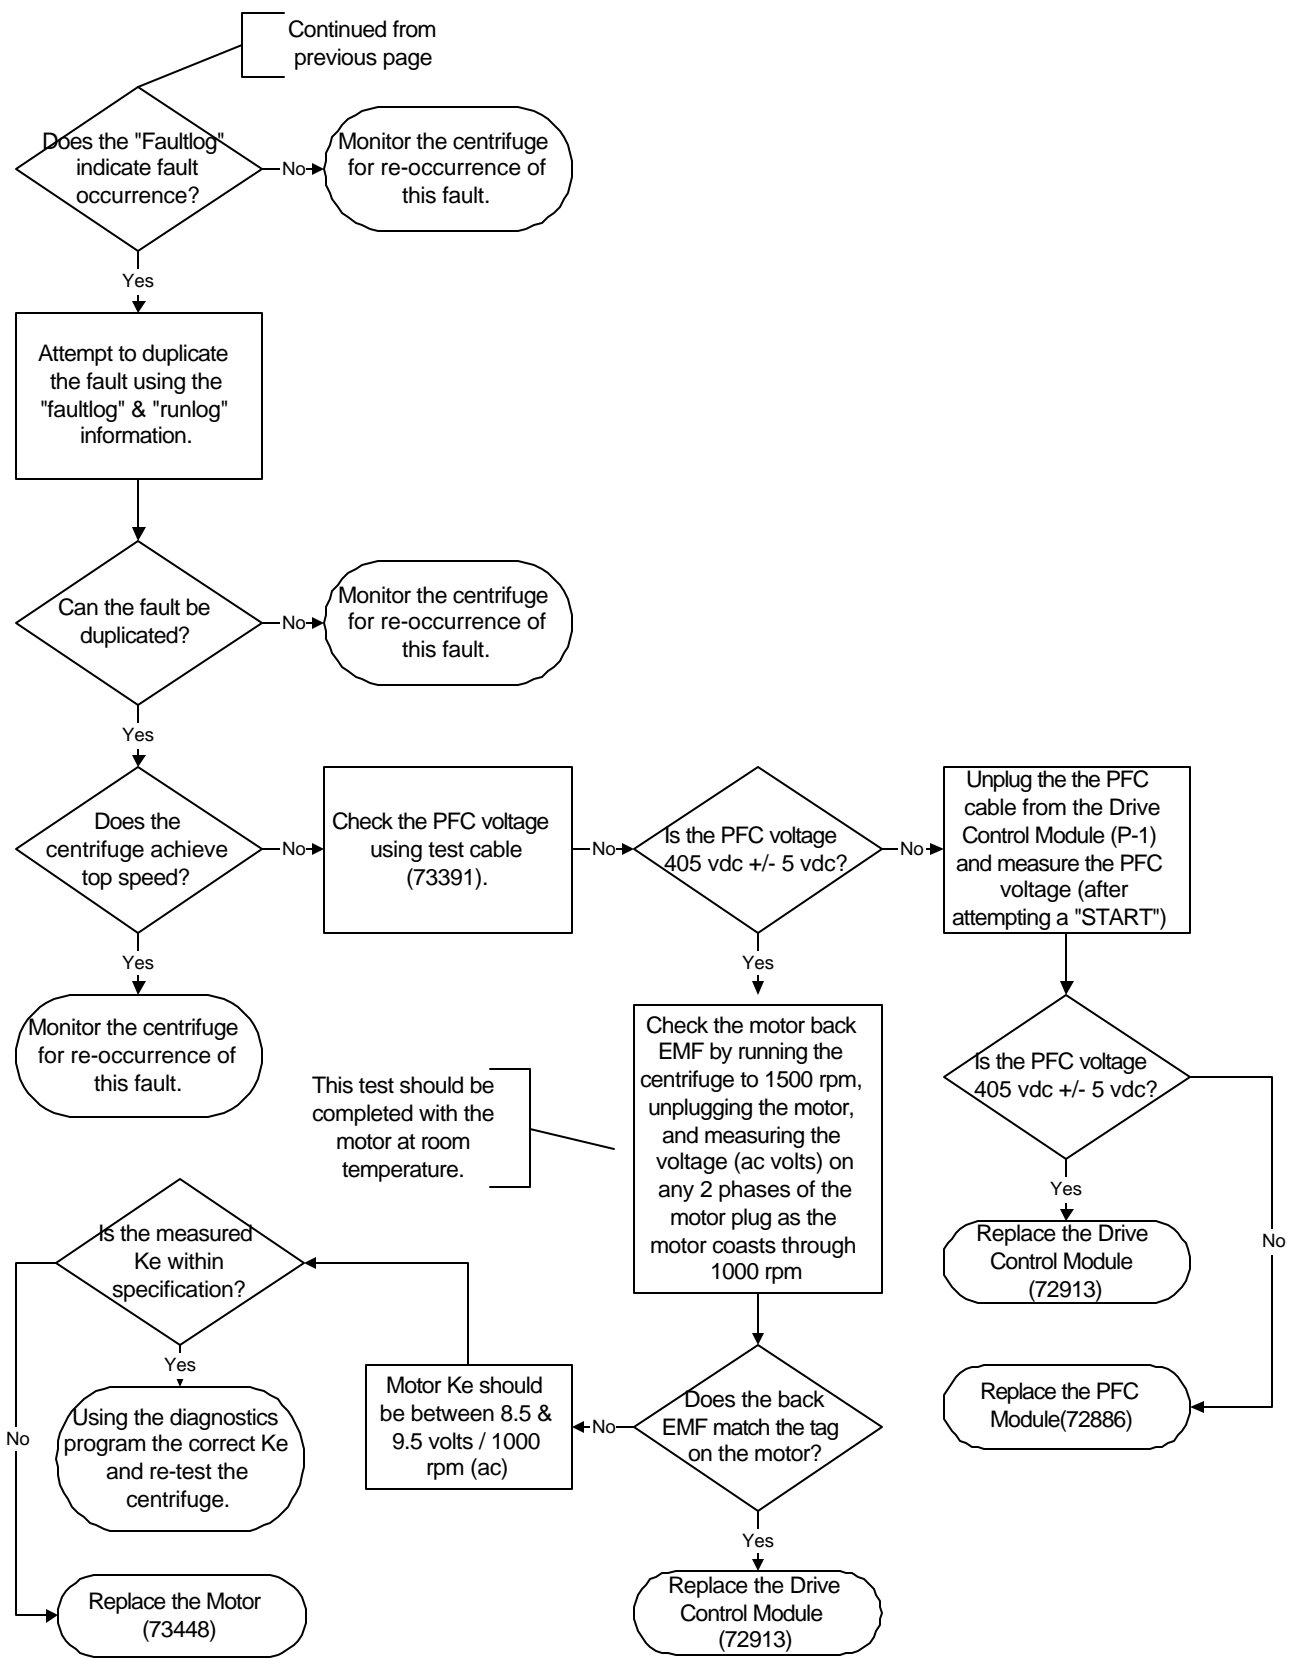 Continued from
previous page
Does the "Faultlog"
indicate fault
occurrence?
No
Monitor the centrifuge
for re-occurrence of
this fault.
Yes
Attempt to duplicate
the fault using the
"faultlog" & "runlog"
information.
Can the fault be
duplicated?
No
Monitor the centrifuge
for re-occurrence of
this fault.
Yes
Does the
centrifuge achieve
top speed?
No
Check the PFC voltage
using test cable
(73391).
No
Is the PFC voltage
405 vdc +/- 5 vdc?
No
Unplug the the PFC
cable from the Drive
Control Module (P-1)
and measure the PFC
voltage (after
attempting a "START")
Yes
Monitor the centrifuge
for re-occurrence of
this fault.
Yes
Check the motor back
EMF by running the
centrifuge to 1500 rpm,
unplugging the motor,
and measuring the
voltage (ac volts) on
any 2 phases of the
motor plug as the
motor coasts through
1000 rpm
This test should be
completed with the
motor at room
temperature.
Is the PFC voltage
405 vdc +/- 5 vdc?
Yes
Replace the Drive
Control Module
(72913)
No
Replace the PFC
Module(72886)
Does the back
EMF match the tag
on the motor?
No
Motor Ke should
be between 8.5 &
9.5 volts / 1000
rpm (ac)
Is the measured
Ke within
specification?
Yes
Using the diagnostics
program the correct Ke
and re-test the
centrifuge.
No
Replace the Motor
(73448)
Yes
Replace the Drive
Control Module
(72913)